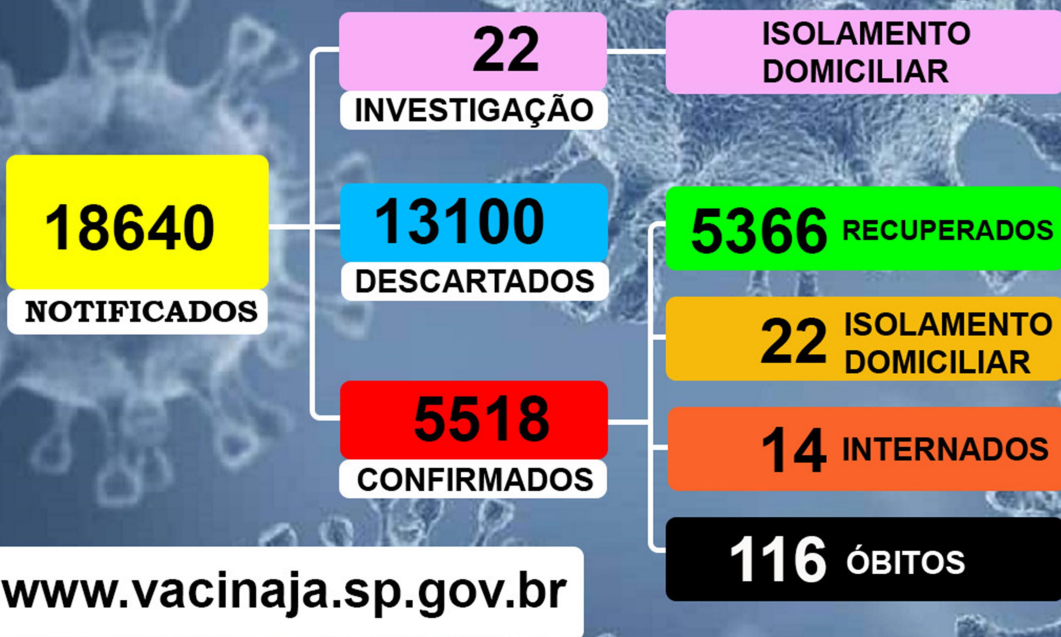 18640
NOTIFICADOS
22
INVESTIGAÇÃO
ISOLAMENTO
DOMICILIAR
13100
DESCARTADOS
5518
CONFIRMADOS
5366 RECUPERADOS
22 ISOLAMENTO
DOMICILIAR
14 INTERNADOS
116 ÓBITOS
www.vacinaja.sp.gov.br